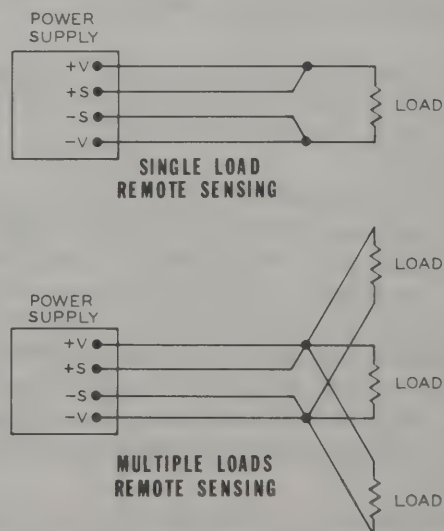 POWER
SUPPLY
+V
+S
-S
-V
LOAD
SINGLE LOAD
REMOTE SENSING
LOAD
POWER
SUPPLY
+V
+S
-S
-V
LOAD
MULTIPLE LOADS
REMOTE SENSING
LOAD